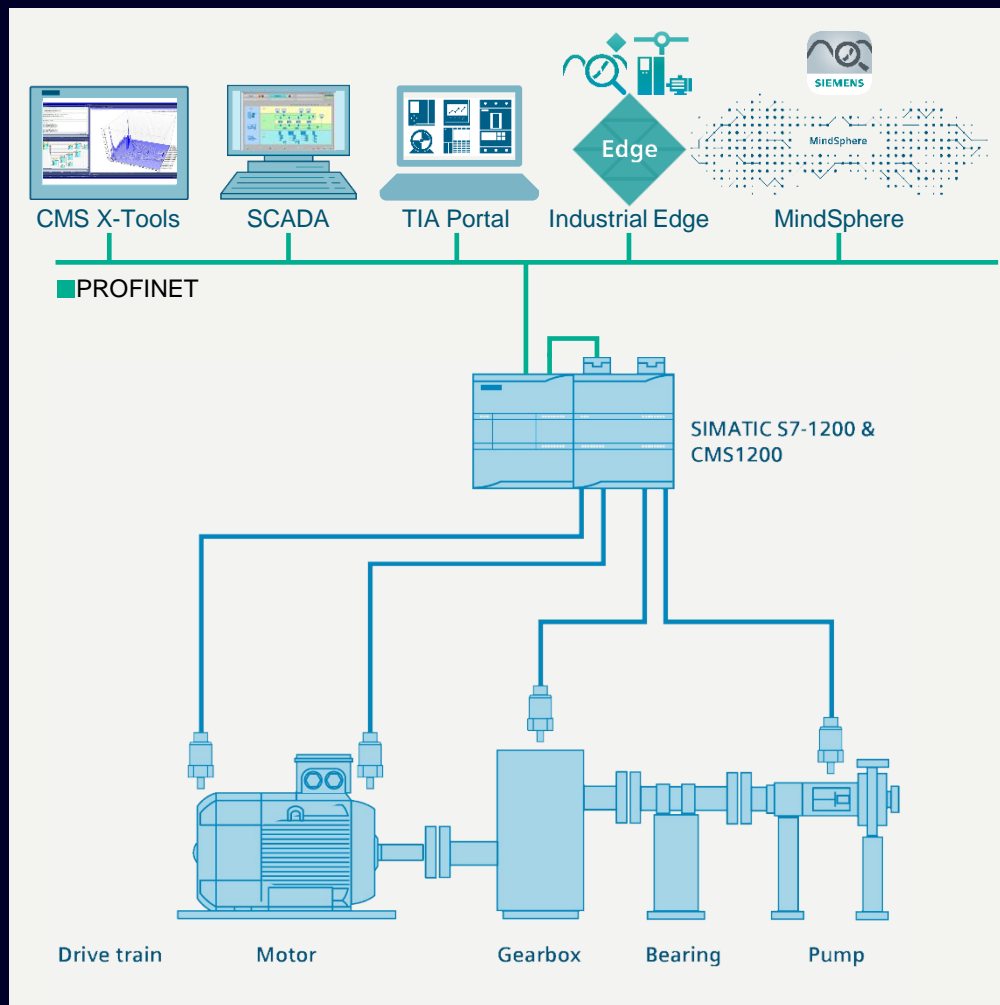 SIEMENS
Edge
MindSphere
CMS X-Tools
SCADA
TIA Portal
Industrial Edge
MindSphere
PROFINET
SIMATIC S7-1200 &
CMS1200
Drive train
Motor
Gearbox
Bearing
Pump